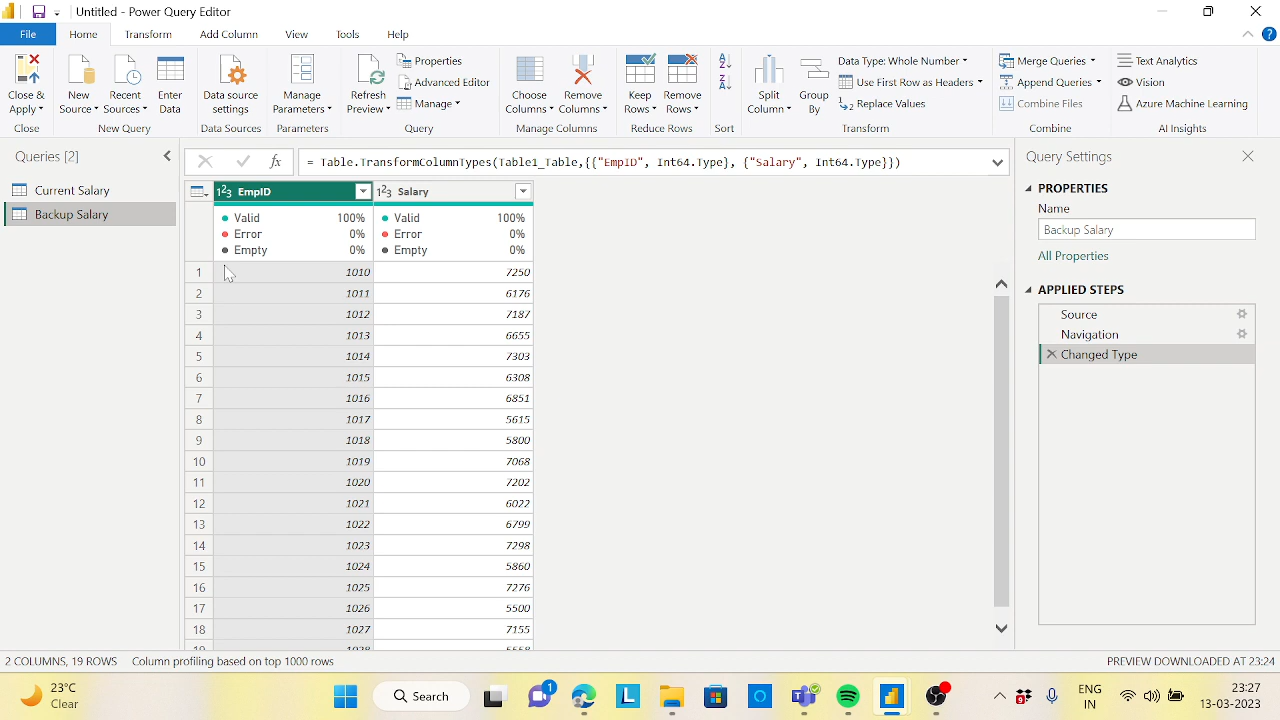 Untitled - Power Query Editor
File Home Transform Add Column View Tools Help
Close & Apply
Close
New Source
Recent Sources
Enter Data
New Query
Data source settings
Data Sources
Manage Parameters
Parameters
Refresh Preview
Properties
Advanced Editor
Manage
Query
Choose Columns
Remove Columns
Manage Columns
Keep Rows
Remove Rows
Reduce Rows
Sort
Split Column
Group By
Data Type: Whole Number
Use First Row as Headers
Replace Values
Transform
Merge Queries
Append Queries
Combine Files
Combine
Text Analytics
Vision
Azure Machine Learning
AI Insights
Queries [2]
Current Salary
Backup Salary
fx = Table.TransformColumnTypes(Table1_Table,{{"EmpID", Int64.Type}, {"Salary", Int64.Type}})
123 EmpID 123 Salary
Valid 100% Valid 100%
Error 0% Error 0%
Empty 0% Empty 0%
1 1010 7250
2 1011 6176
3 1012 7187
4 1013 6655
5 1014 7303
6 1015 6308
7 1016 6851
8 1017 5615
9 1018 5800
10 1019 7068
11 1020 7202
12 1021 6022
13 1022 6799
14 1023 7298
15 1024 5860
16 1025 7276
17 1026 5500
18 1027 7155
Query Settings
PROPERTIES
Name
Backup Salary
All Properties
APPLIED STEPS
Source
Navigation
Changed Type
2 COLUMNS, 19 ROWS Column profiling based on top 1000 rows PREVIEW DOWNLOADED AT 23:24
23°C
Clear
Search
1
9
ENG
IN
23:27
13-03-2023